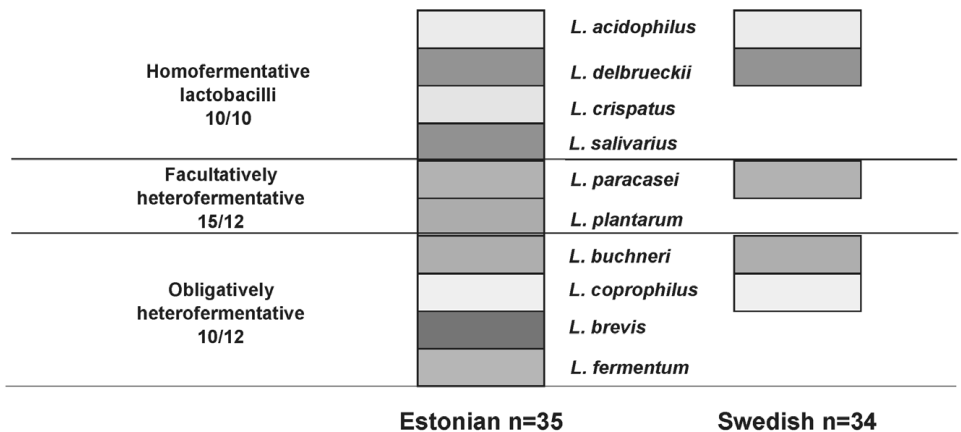 Homofermentative
lactobacilli
10/10
L. acidophilus
L. delbrueckii
L. crispatus
L. salivarius
Facultatively
heterofermentative
15/12
L. paracasei
L. plantarum
Obligatively
heterofermentative
10/12
L. buchneri
L. coprophilus
L. brevis
L. fermentum
Estonian n=35
Swedish n=34